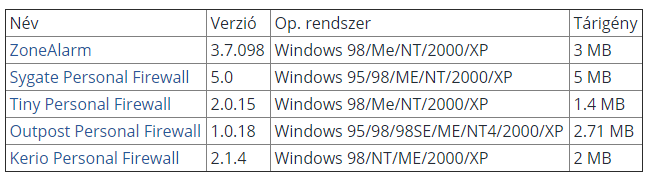 Név Verzió Op. rendszer Tárigény
ZoneAlarm 3.7.098 Windows 98/Me/NT/2000/XP 3 MB
Sygate Personal Firewall 5.0 Windows 95/98/ME/NT/2000/XP 5 MB
Tiny Personal Firewall 2.0.15 Windows 98/Me/NT/2000/XP 1.4 MB
Outpost Personal Firewall 1.0.18 Windows 95/98/98SE/ME/NT4/2000/XP 2.71 MB
Kerio Personal Firewall 2.1.4 Windows 98/NT/ME/2000/XP 2 MB